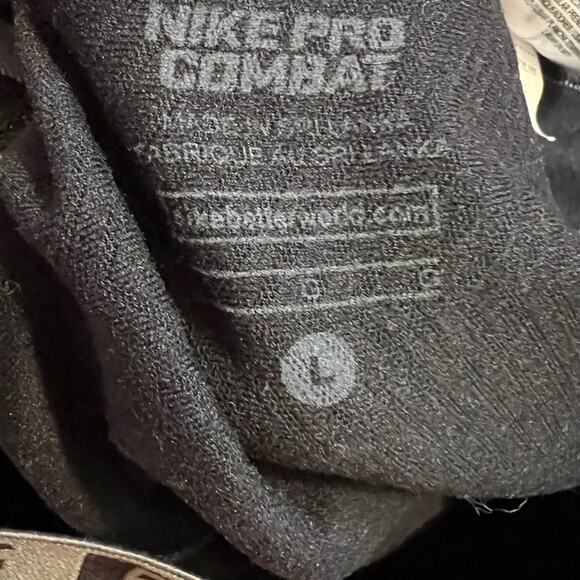 NIKE PRO
COMBAT
MADE IN SRI LANKA
FABRIQUE AU SRI LANKA
nikebetterworld.com
D
G
L